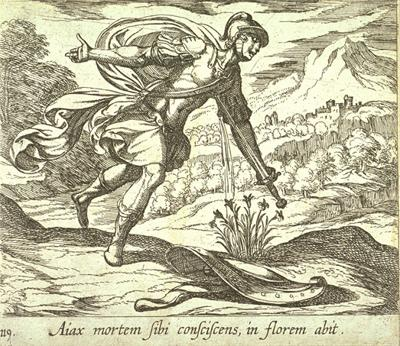 119. Aiax mortem sibi consciscens, in florem abit.